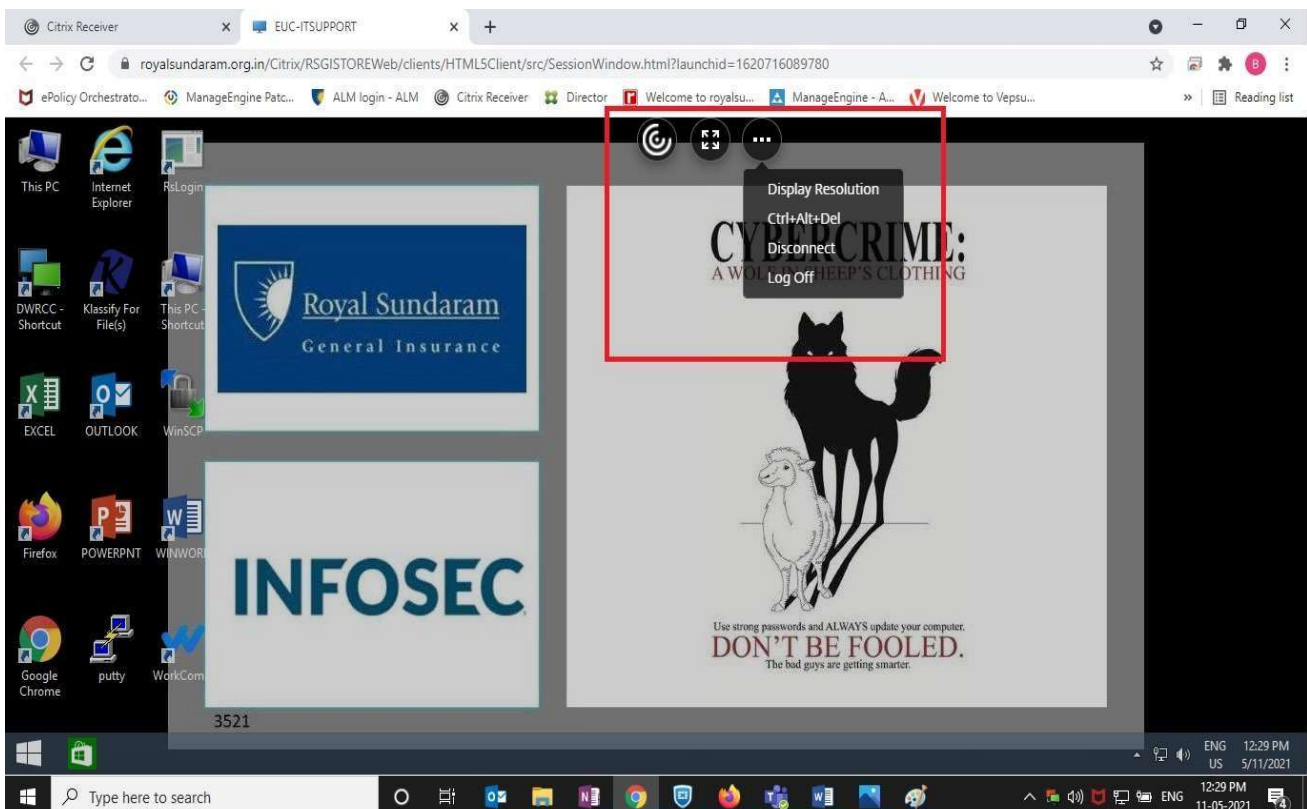 Citrix Receiver
EUC-ITSUPPORT
royalsundaram.org.in/Citrix/RSGISTOREWeb/clients/HTML5Client/src/SessionWindow.html?launchid=1620716089780
B
ePolicy Orchestrato... ManageEngine Patc... ALM login - ALM Citrix Receiver Director Welcome to royalsu... ManageEngine - A... Welcome to Vepsu... » Reading list
This PC
Internet
Explorer
RsLogin
Display Resolution
Ctrl+Alt+Del
Disconnect
Log Off
CYBERCRIME:
A WOLF IN SHEEP'S CLOTHING
DWRCC -
Shortcut
Klassify For
File(s)
This PC -
Shortcut
Royal Sundaram
General Insurance
EXCEL
OUTLOOK
WinSCP
Firefox
POWERPNT
WINWORD
INFOSEC
Use strong passwords and ALWAYS update your computer.
DON'T BE FOOLED.
The bad guys are getting smarter.
Google
Chrome
putty
WorkCom
3521
ENG 12:29 PM
US 5/11/2021
Type here to search
ENG
12:29 PM
11-05-2021
4